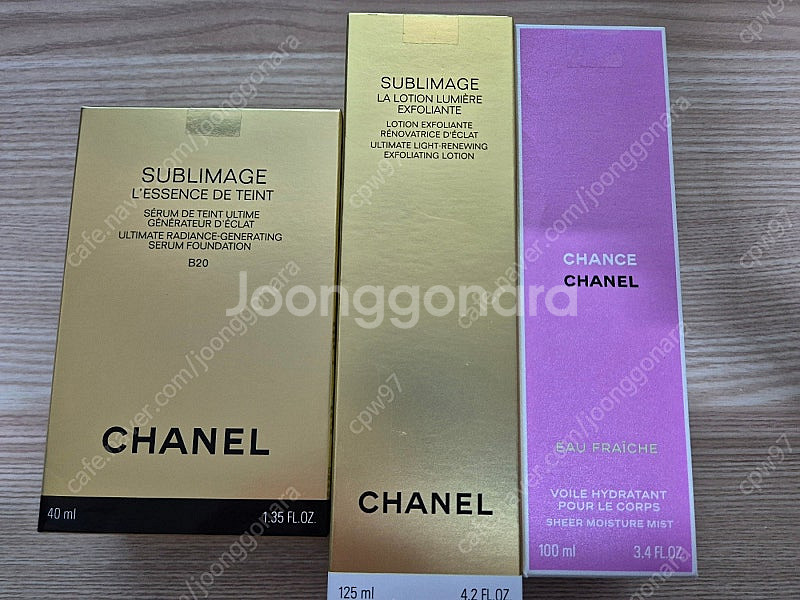 SUBLIMAGE
L'ESSENCE DE TEINT
SÉRUM DE TEINT ULTIME
GÉNÉRATEUR D'ÉCLAT
ULTIMATE RADIANCE-GENERATING
SERUM FOUNDATION
B20
CHANEL
40 ml
1.35 FL.OZ.
SUBLIMAGE
LA LOTION LUMIÈRE
EXFOLIANTE
LOTION EXFOLIANTE
RÉNOVATRICE D'ÉCLAT
ULTIMATE LIGHT-RENEWING
EXFOLIATING LOTION
CHANEL
125 ml
4.2 FL.OZ.
CHANCE
CHANEL
EAU FRAÎCHE
VOILE HYDRATANT
POUR LE CORPS
SHEER MOISTURE MIST
100 ml
3.4 FL.OZ.
Joonggonara
cafe.naver.com/joonggonara
cpw97